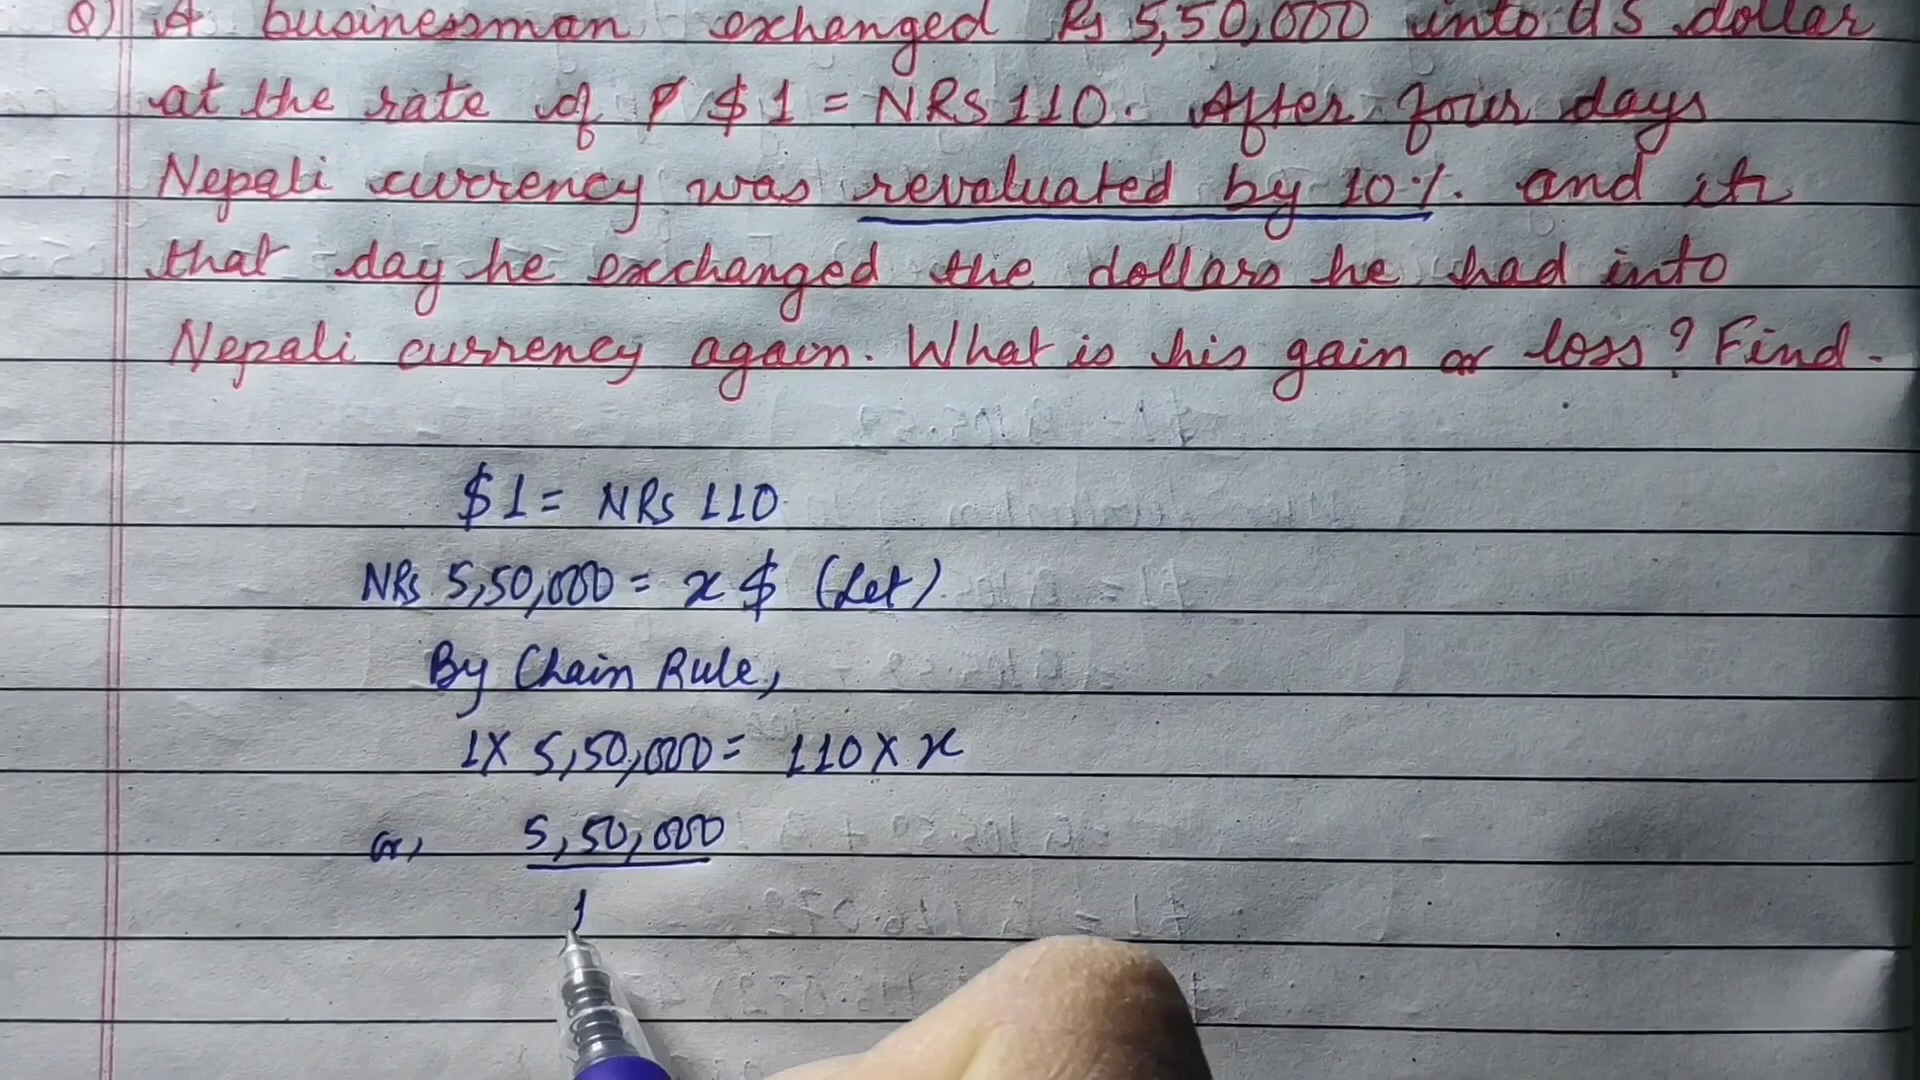 Q) A businessman exchanged Rs 5,50,000 into US dollar
at the rate of $ 1 = NRS 110. After four days
Nepali currency was revaluated by 10%. and in
that day he exchanged the dollars he had into
Nepali currency again. What is his gain or loss? Find.
$1 = NRs 110
NRs 5,50,000 = x $ (Let)
By Chain Rule,
1 X 5,50,000 = 110 X x
or, 5,50,000
1